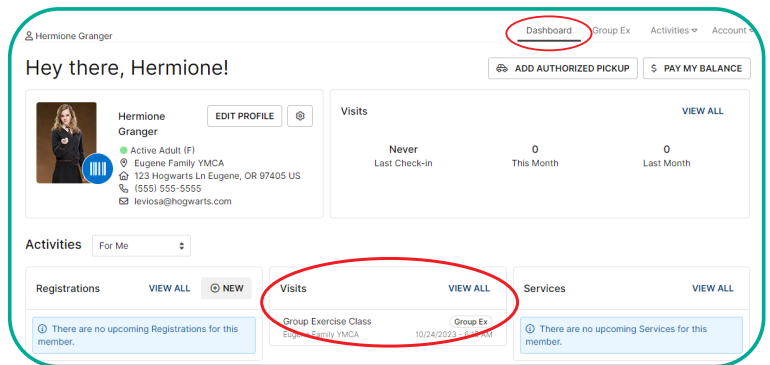 Hermione Granger
Dashboard Group Ex Activities Account
Hey there, Hermione!
ADD AUTHORIZED PICKUP
$ PAY MY BALANCE
Hermione
Granger
EDIT PROFILE
Active Adult (F)
Eugene Family YMCA
123 Hogwarts Ln Eugene, OR 97405 US
(555) 555-5555
leviosa@hogwarts.com
Visits VIEW ALL
Never 0 0
Last Check-in This Month Last Month
Activities For Me
Registrations VIEW ALL NEW
There are no upcoming Registrations for this
member.
Visits VIEW ALL
Group Exercise Class Group Ex
Eugene Family YMCA 10/24/2023 - AM
Services VIEW ALL
There are no upcoming Services for this
member.